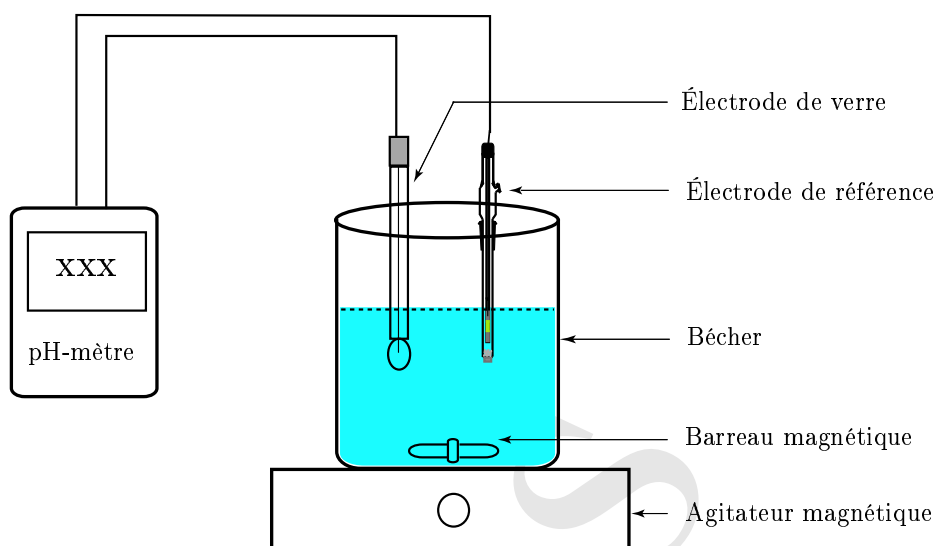 Électrode de verre
Électrode de référence
xxx
pH-mètre
Bécher
Barreau magnétique
Agitateur magnétique